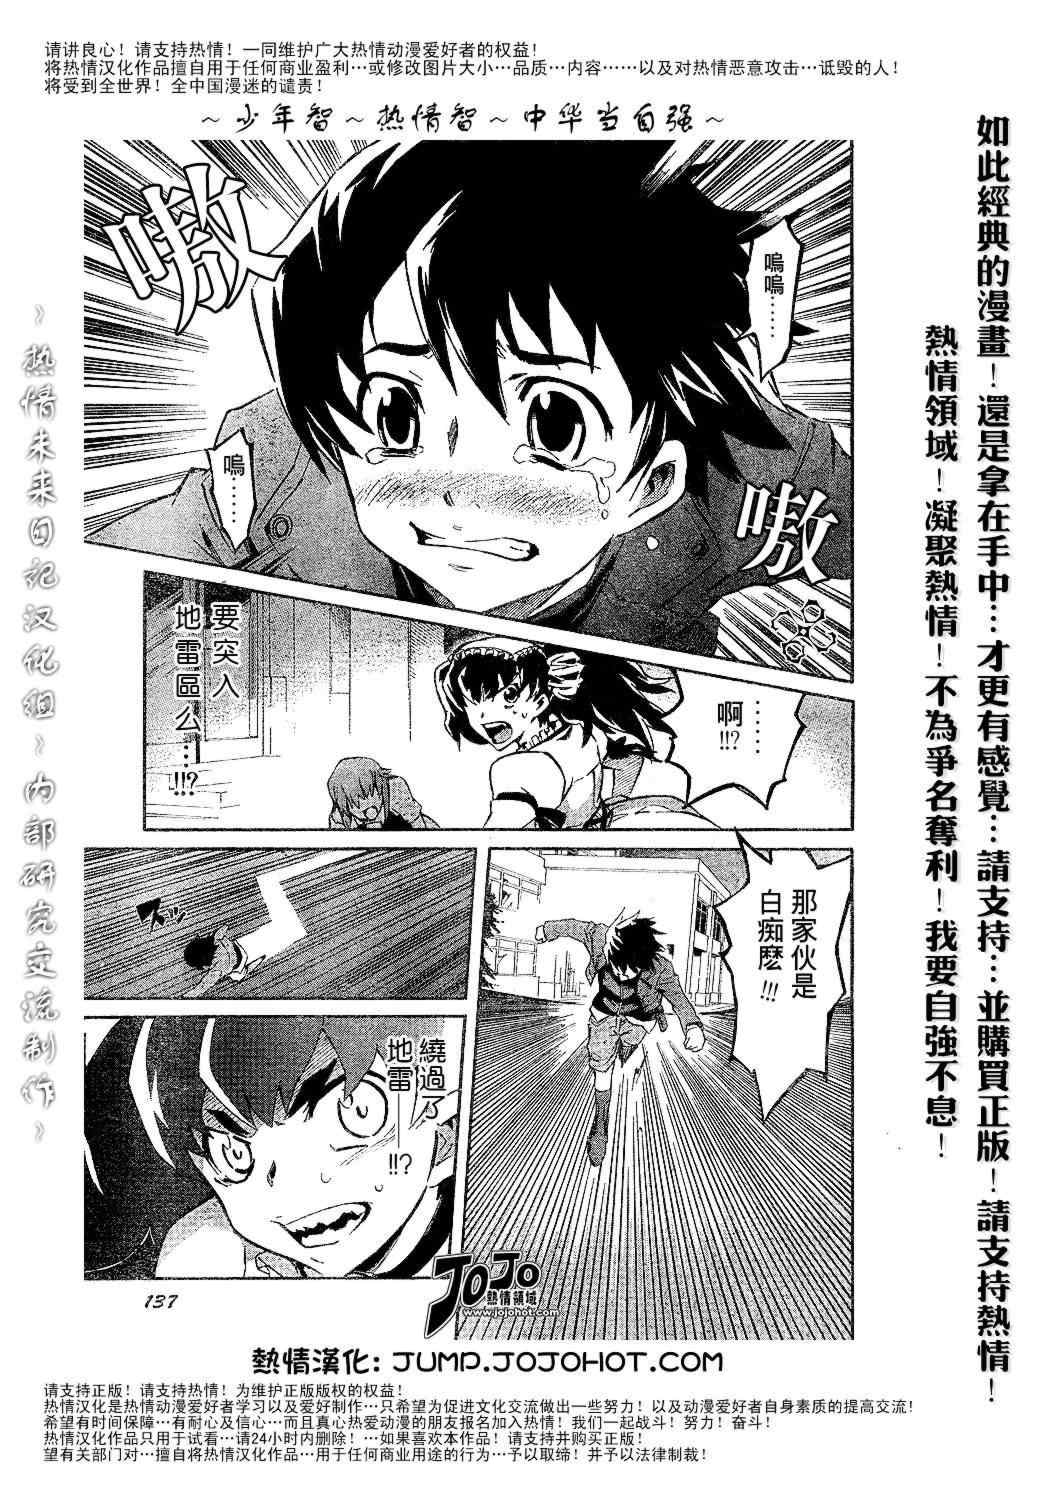 请讲良心！请支持热情！一同维护广大热情动漫爱好者的权益！
将热情汉化作品擅自用于任何商业盈利…或修改图片大小…品质…内容……以及对热情恶意攻击…诋毁的人！
将受到全世界！全中国漫迷的谴责！
～少年智～热情智～中华当自强～
如此經典的漫畫！還是拿在手中…才更有感覺…請支持…並購買正版！請支持熱情！
熱情領域！凝聚熱情！不為爭名奪利！我要自強不息！
嗚嗚……
嗷
嗚……
嗷
……啊!!?
要突入
地雷區么…!!?
那家伙是
白痴麼!!!
ズッ
繞過了
地雷——!!?
～热情未来日记汉化组～内部研究交流制作～
137
JOJO
熱情領域
www.jojohot.com
熱情漢化: JUMP.JOJOHOT.COM
请支持正版！请支持热情！为维护正版版权的权益！
热情汉化是热情动漫爱好者学习以及爱好制作…只希望为促进文化交流做出一些努力！以及动漫爱好者自身素质的提高交流！
希望有时间保障…有耐心及信心…而且真心热爱动漫的朋友报名加入热情！我们一起战斗！努力！奋斗！
热情汉化作品只用于试看…请24小时内删除！…如果喜欢本作品！请支持并购买正版！
望有关部门对…擅自将热情汉化作品…用于任何商业用途的行为…予以取缔！并予以法律制裁！